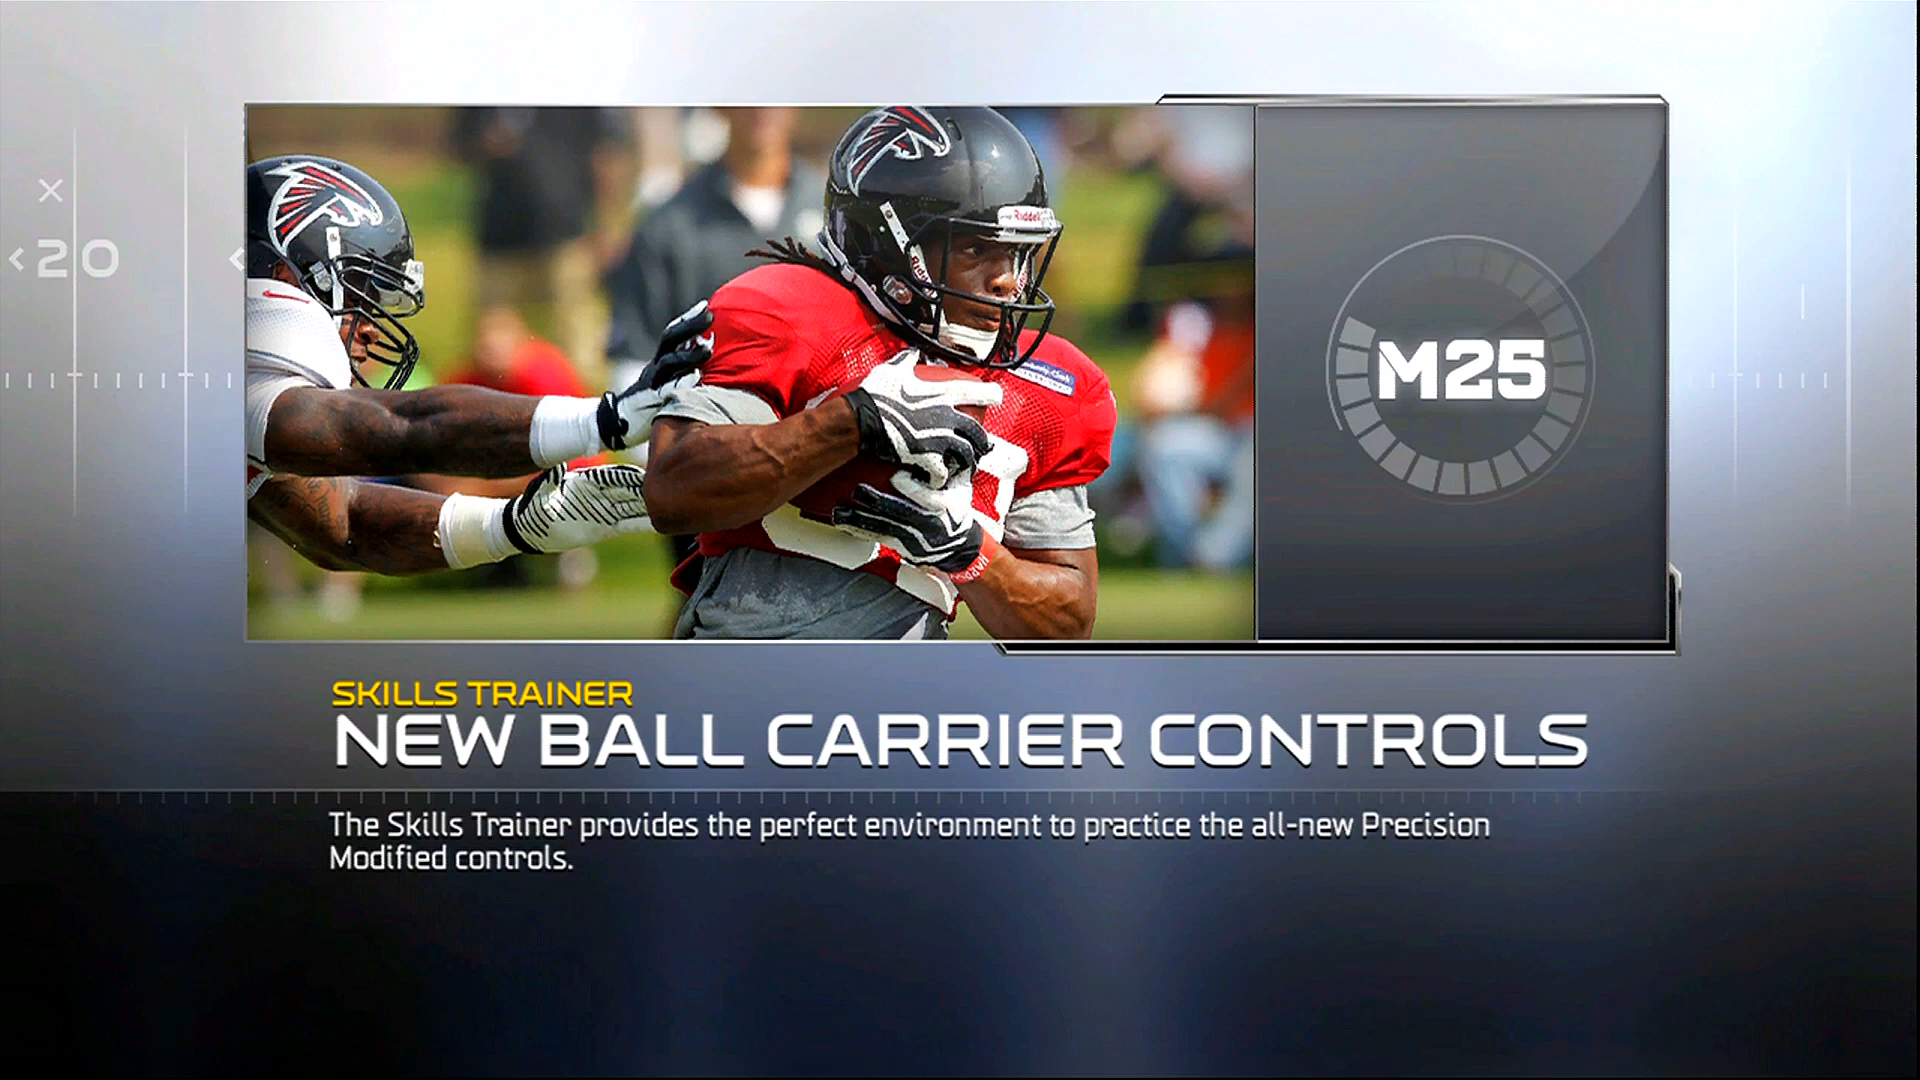 <20
<
Riddell
M25
SKILLS TRAINER
NEW BALL CARRIER CONTROLS
The Skills Trainer provides the perfect environment to practice the all-new Precision
Modified controls.